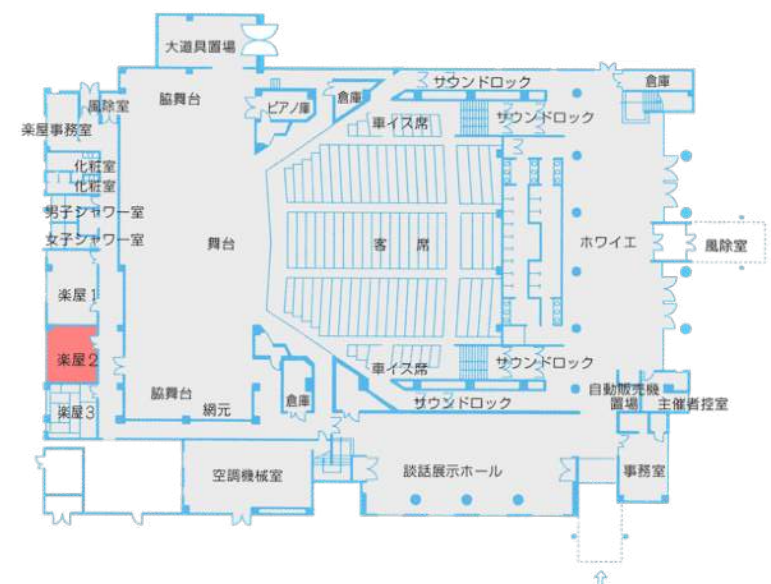 大道具置場
脇舞台
風除室
楽屋事務室
ピアノ庫
倉庫
サウンドロック
倉庫
車イス席
サウンドロック
化粧室
化粧室
男子シャワー室
女子シャワー室
舞台
客 席
ホワイエ
風除室
楽屋1
楽屋2
楽屋3
脇舞台
網元
倉庫
車イス席
サウンドロック
サウンドロック
自動販売機
置場
主催者控室
空調機械室
談話展示ホール
事務室